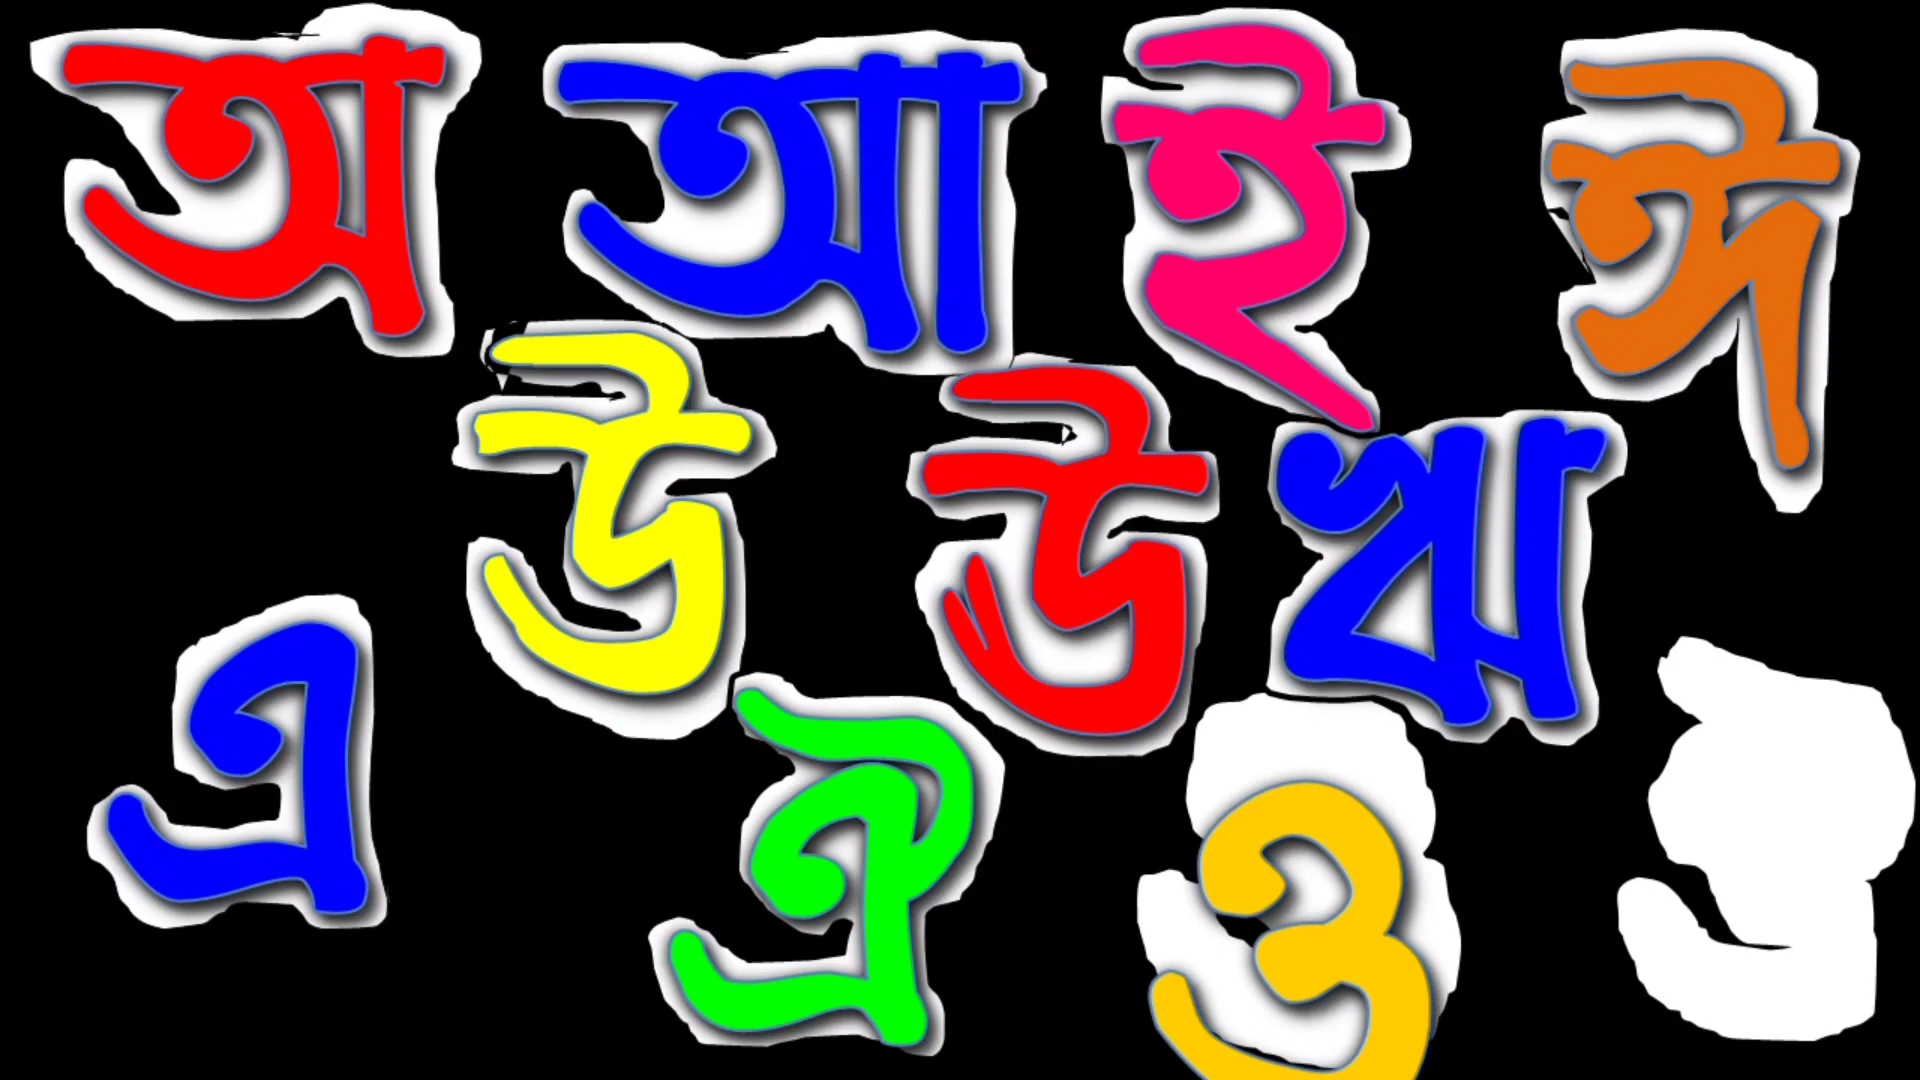 অ আ ই ঈ
উ ঊ ঋ
এ ঐ ও